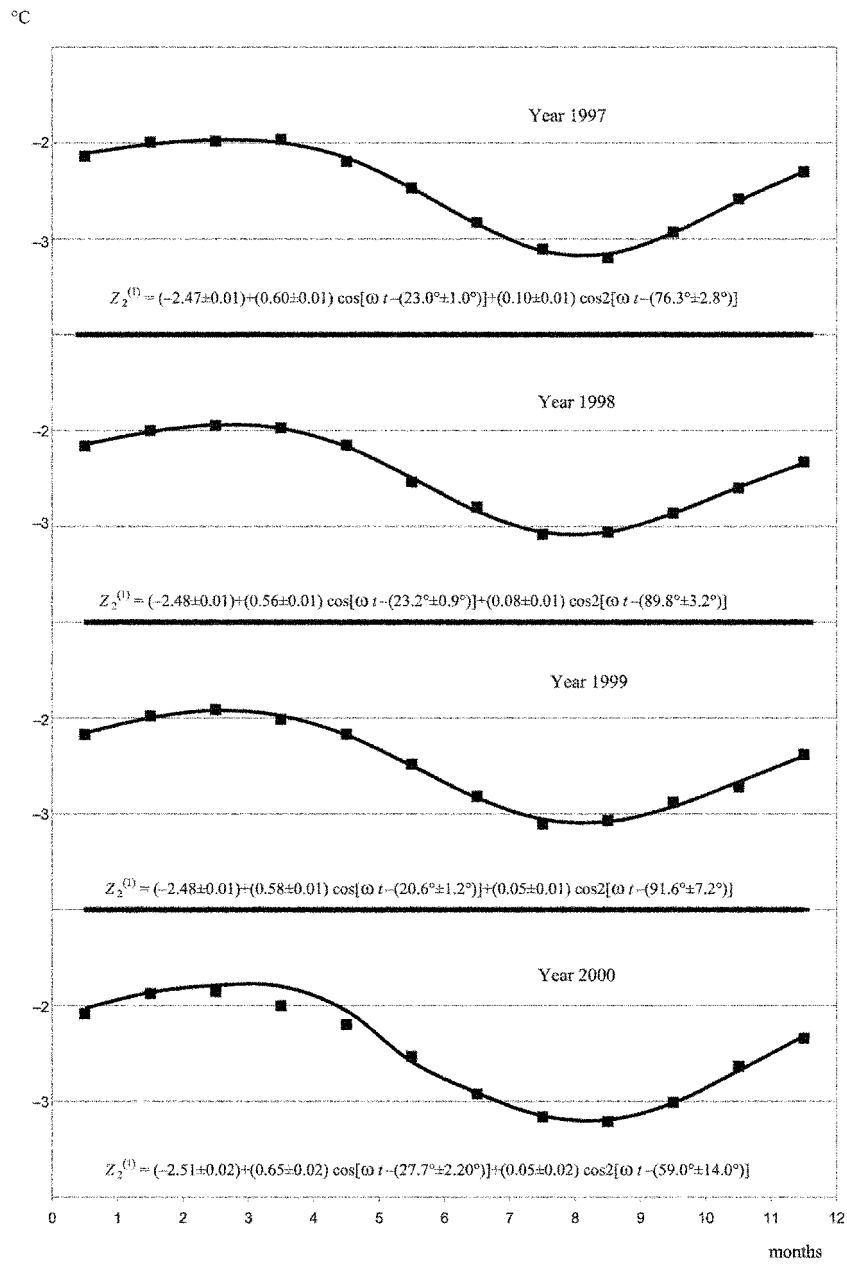 °C
Year 1997
–2
–3
Z₂⁽¹⁾ = (–2.47±0.01)+(0.60±0.01) cos[ω t–(23.0°±1.0°)]+(0.10±0.01) cos2[ω t–(76.3°±2.8°)]
Year 1998
–2
–3
Z₂⁽¹⁾ = (–2.48±0.01)+(0.56±0.01) cos[ω t–(23.2°±0.9°)]+(0.08±0.01) cos2[ω t–(89.8°±3.2°)]
Year 1999
–2
–3
Z₂⁽¹⁾ = (–2.48±0.01)+(0.58±0.01) cos[ω t–(20.6°±1.2°)]+(0.05±0.01) cos2[ω t–(91.6°±7.2°)]
Year 2000
–2
–3
Z₂⁽¹⁾ = (–2.51±0.02)+(0.65±0.02) cos[ω t–(27.7°±2.20°)]+(0.05±0.02) cos2[ω t–(59.0°±14.0°)]
0 1 2 3 4 5 6 7 8 9 10 11 12
months